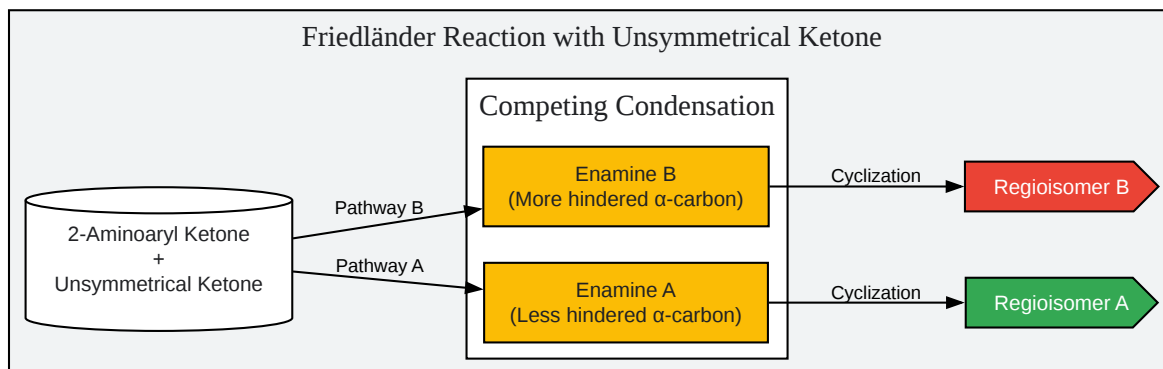 Friedländer Reaction with Unsymmetrical Ketone
Competing Condensation
2-Aminoaryl Ketone
+
Unsymmetrical Ketone
Pathway B
Pathway A
Enamine B
(More hindered α-carbon)
Enamine A
(Less hindered α-carbon)
Cyclization
Cyclization
Regioisomer B
Regioisomer A